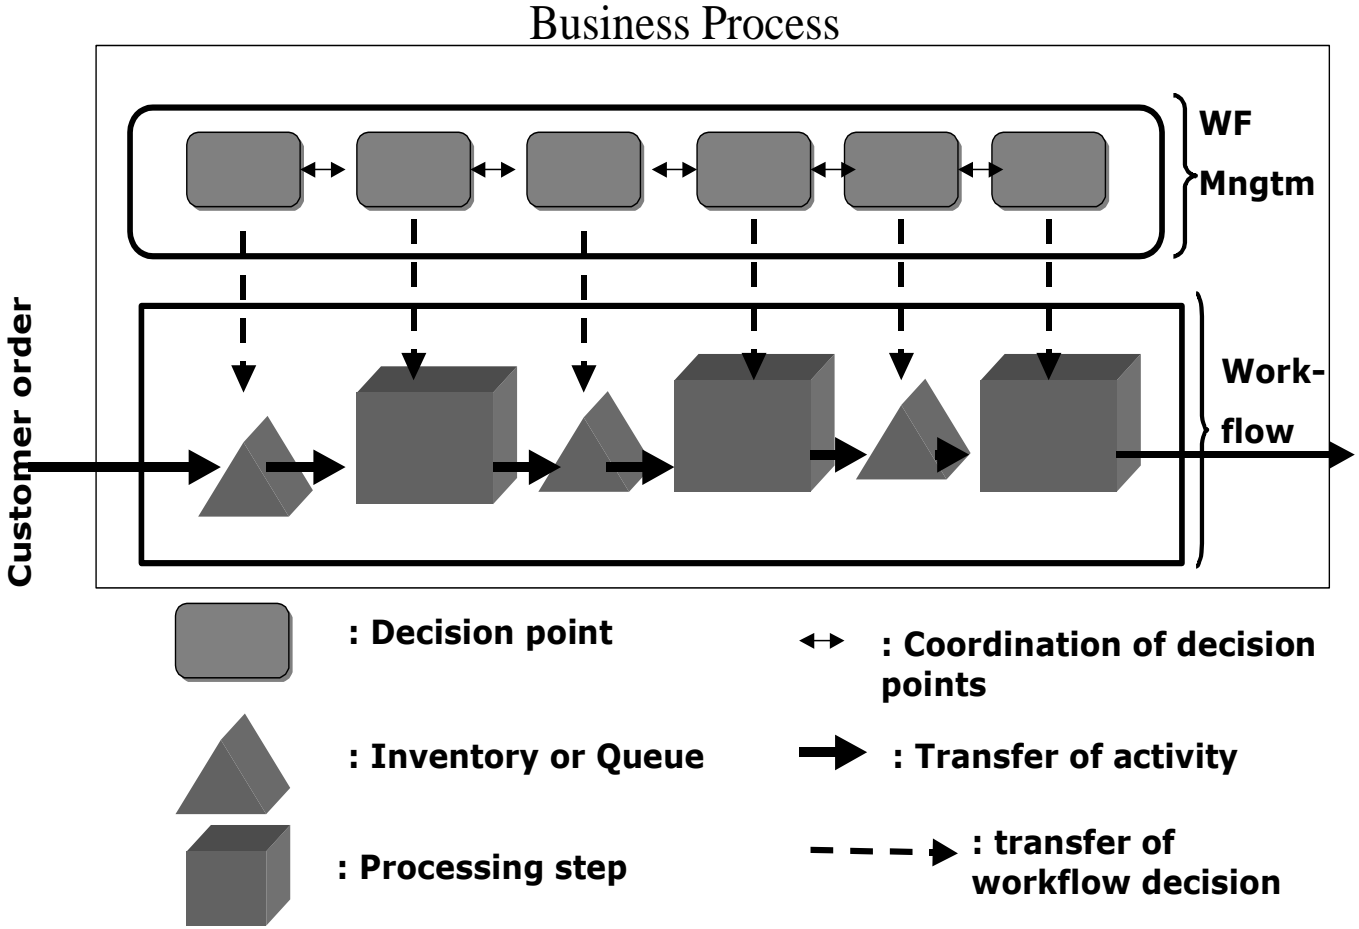 Business Process
WF
Mngtm
Customer order
Work-
flow
: Decision point
: Coordination of decision
points
: Inventory or Queue
: Transfer of activity
: Processing step
: transfer of
workflow decision